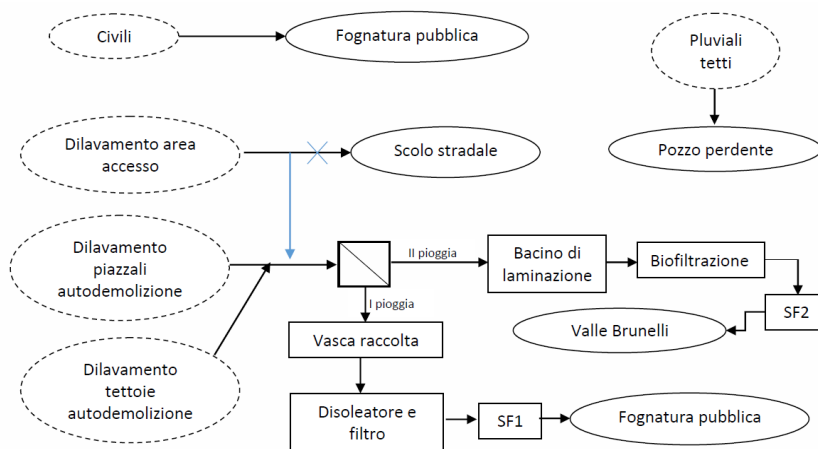 Civili
Fognatura pubblica
Pluviali
tetti
Dilavamento area
accesso
Scolo stradale
Pozzo perdente
Dilavamento
piazzali
autodemolizione
II pioggia
Bacino di
laminazione
Biofiltrazione
I pioggia
SF2
Valle Brunelli
Vasca raccolta
Dilavamento
tettoie
autodemolizione
Disoleatore e
filtro
SF1
Fognatura pubblica